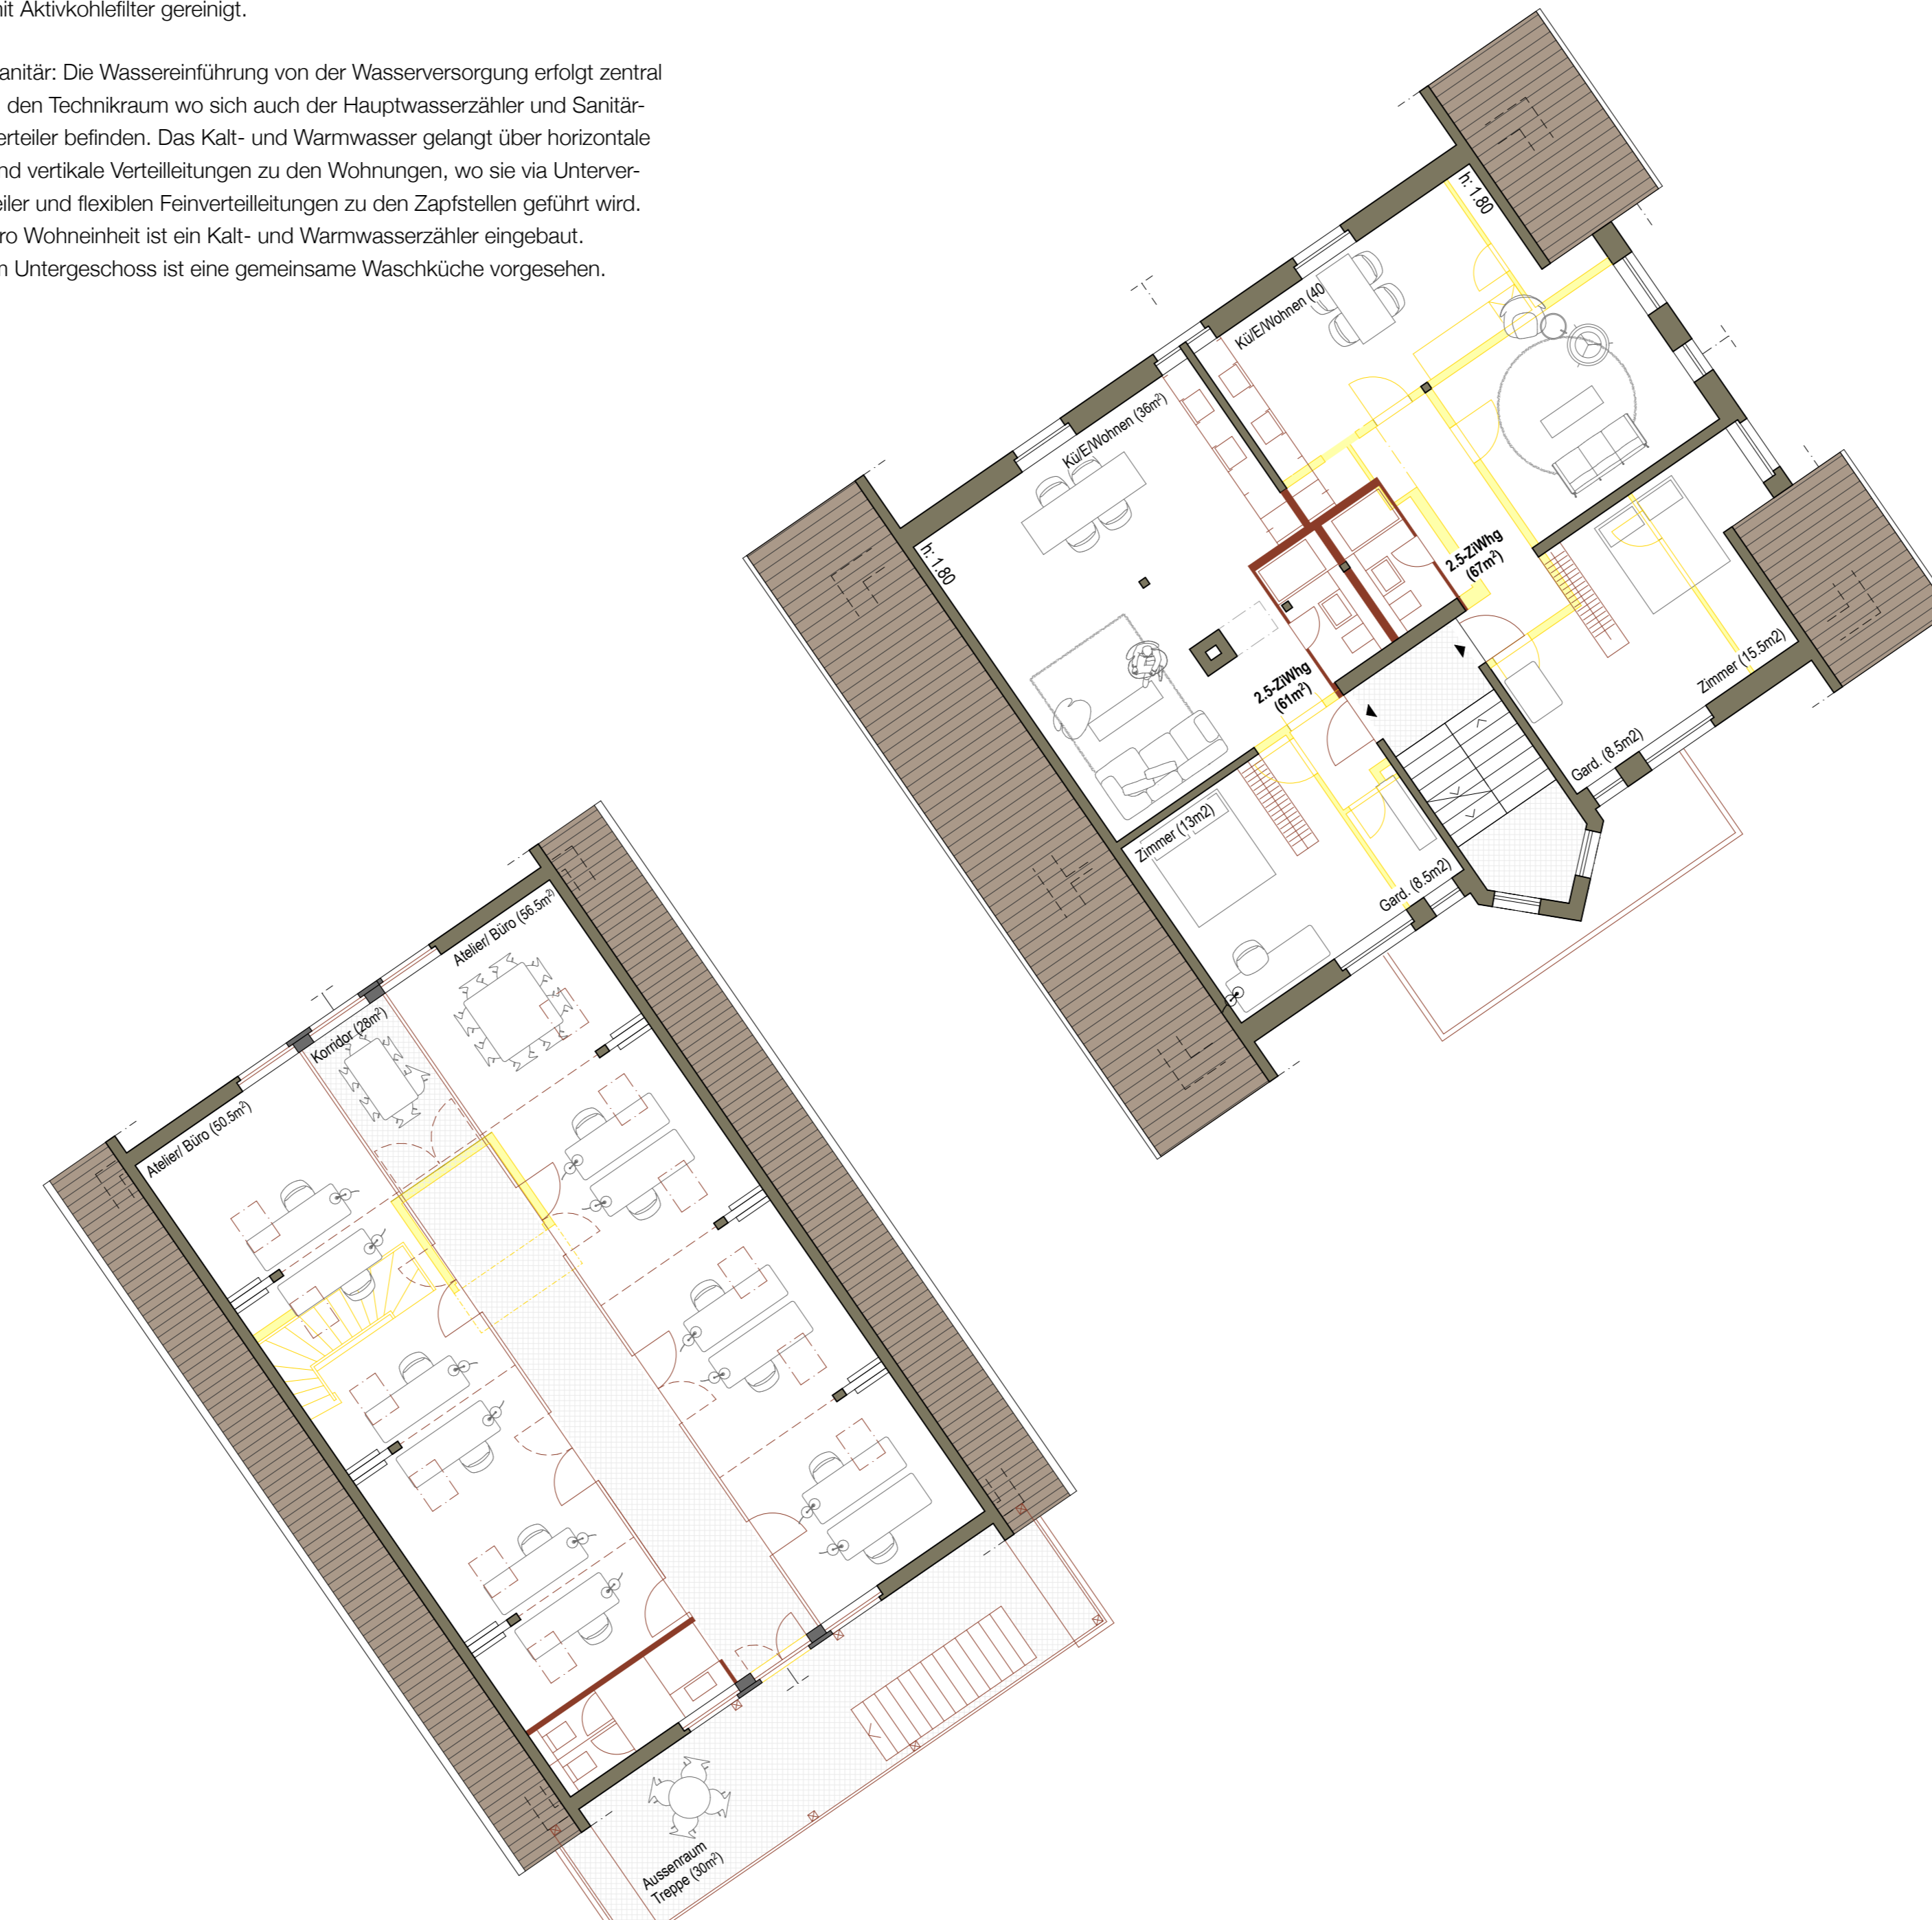 mit Aktivkohlefilter gereinigt.
anitär: Die Wassereinführung von der Wasserversorgung erfolgt zentral
den Technikraum wo sich auch der Hauptwasserzähler und Sanitär-
erteiler befinden. Das Kalt- und Warmwasser gelangt über horizontale
nd vertikale Verteilleitungen zu den Wohnungen, wo sie via Unterver-
eiler und flexiblen Feinverteilleitungen zu den Zapfstellen geführt wird.
ro Wohneinheit ist ein Kalt- und Warmwasserzähler eingebaut.
m Untergeschoss ist eine gemeinsame Waschküche vorgesehen.
h: 1.80
Kü/E/Wohnen (40
Kü/E/Wohnen (36m²)
h: 1.80
2.5-ZiWhg
(67m²)
2.5-ZiWhg
(61m²)
Zimmer (15.5m2)
Gard. (8.5m2)
Zimmer (13m2)
Gard. (8.5m2)
Atelier/ Büro (56.5m²)
Korridor (28m²)
Atelier/ Büro (50.5m²)
Aussenraum
Treppe (30m²)